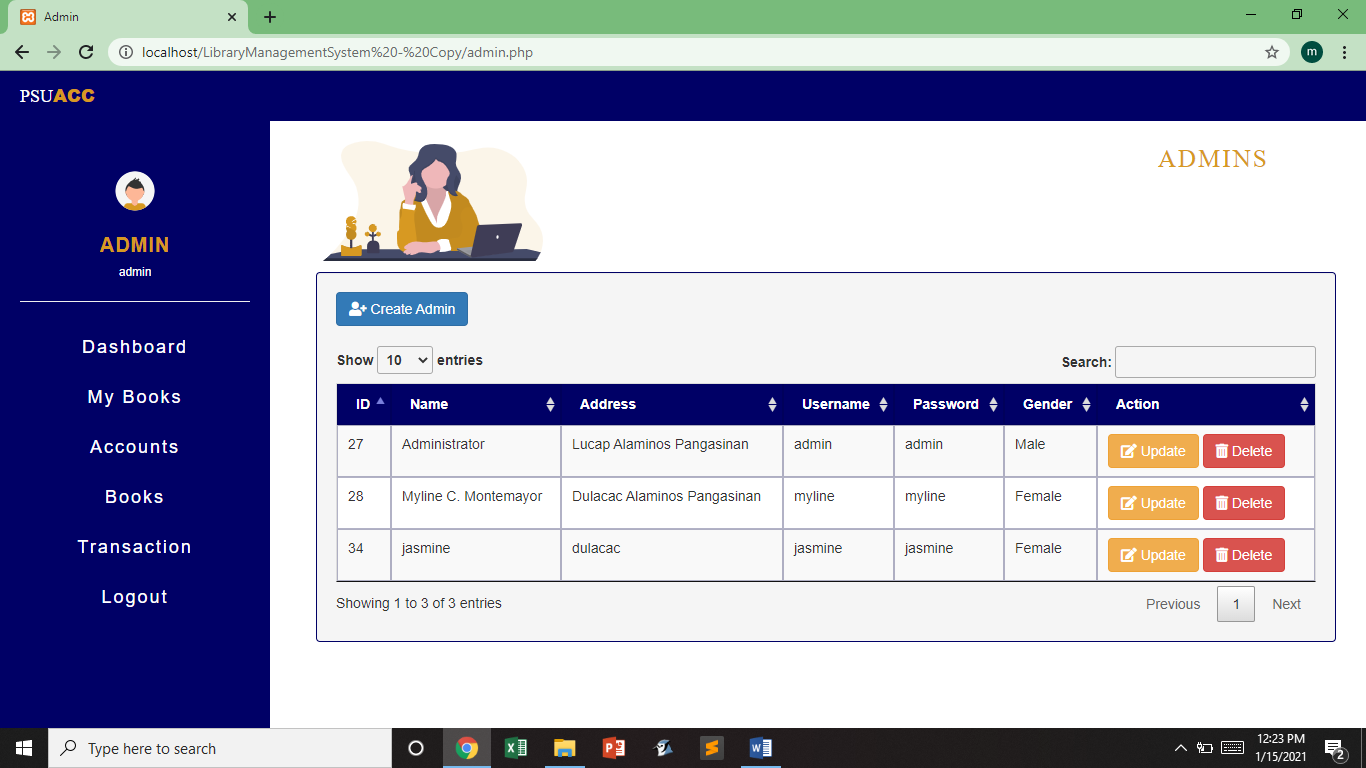 Admin
localhost/LibraryManagementSystem%20-%20Copy/admin.php
m
PSUACC
ADMIN
admin
Dashboard
My Books
Accounts
Books
Transaction
Logout
ADMINS
Create Admin
Show 10 entries
Search:
ID Name Address Username Password Gender Action
27 Administrator Lucap Alaminos Pangasinan admin admin Male Update Delete
28 Myline C. Montemayor Dulacac Alaminos Pangasinan myline myline Female Update Delete
34 jasmine dulacac jasmine jasmine Female Update Delete
Showing 1 to 3 of 3 entries
Previous 1 Next
Type here to search
12:23 PM
1/15/2021
2